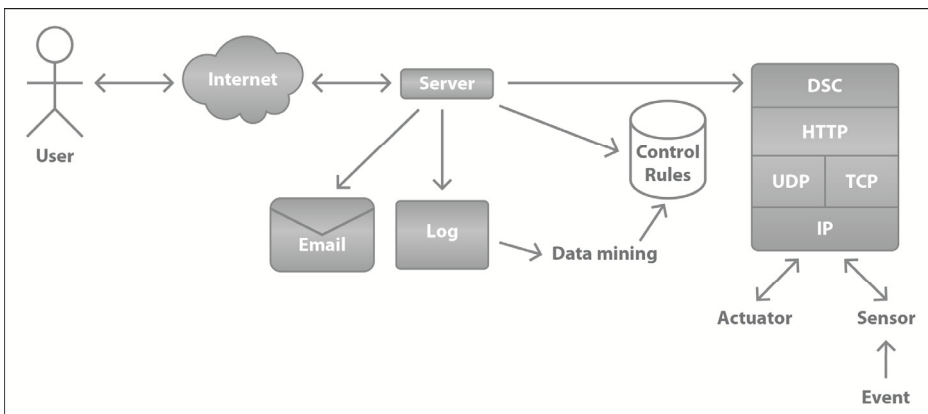 User
Internet
Server
Email
Log
Data mining
Control
Rules
DSC
HTTP
UDP TCP
IP
Actuator
Sensor
Event